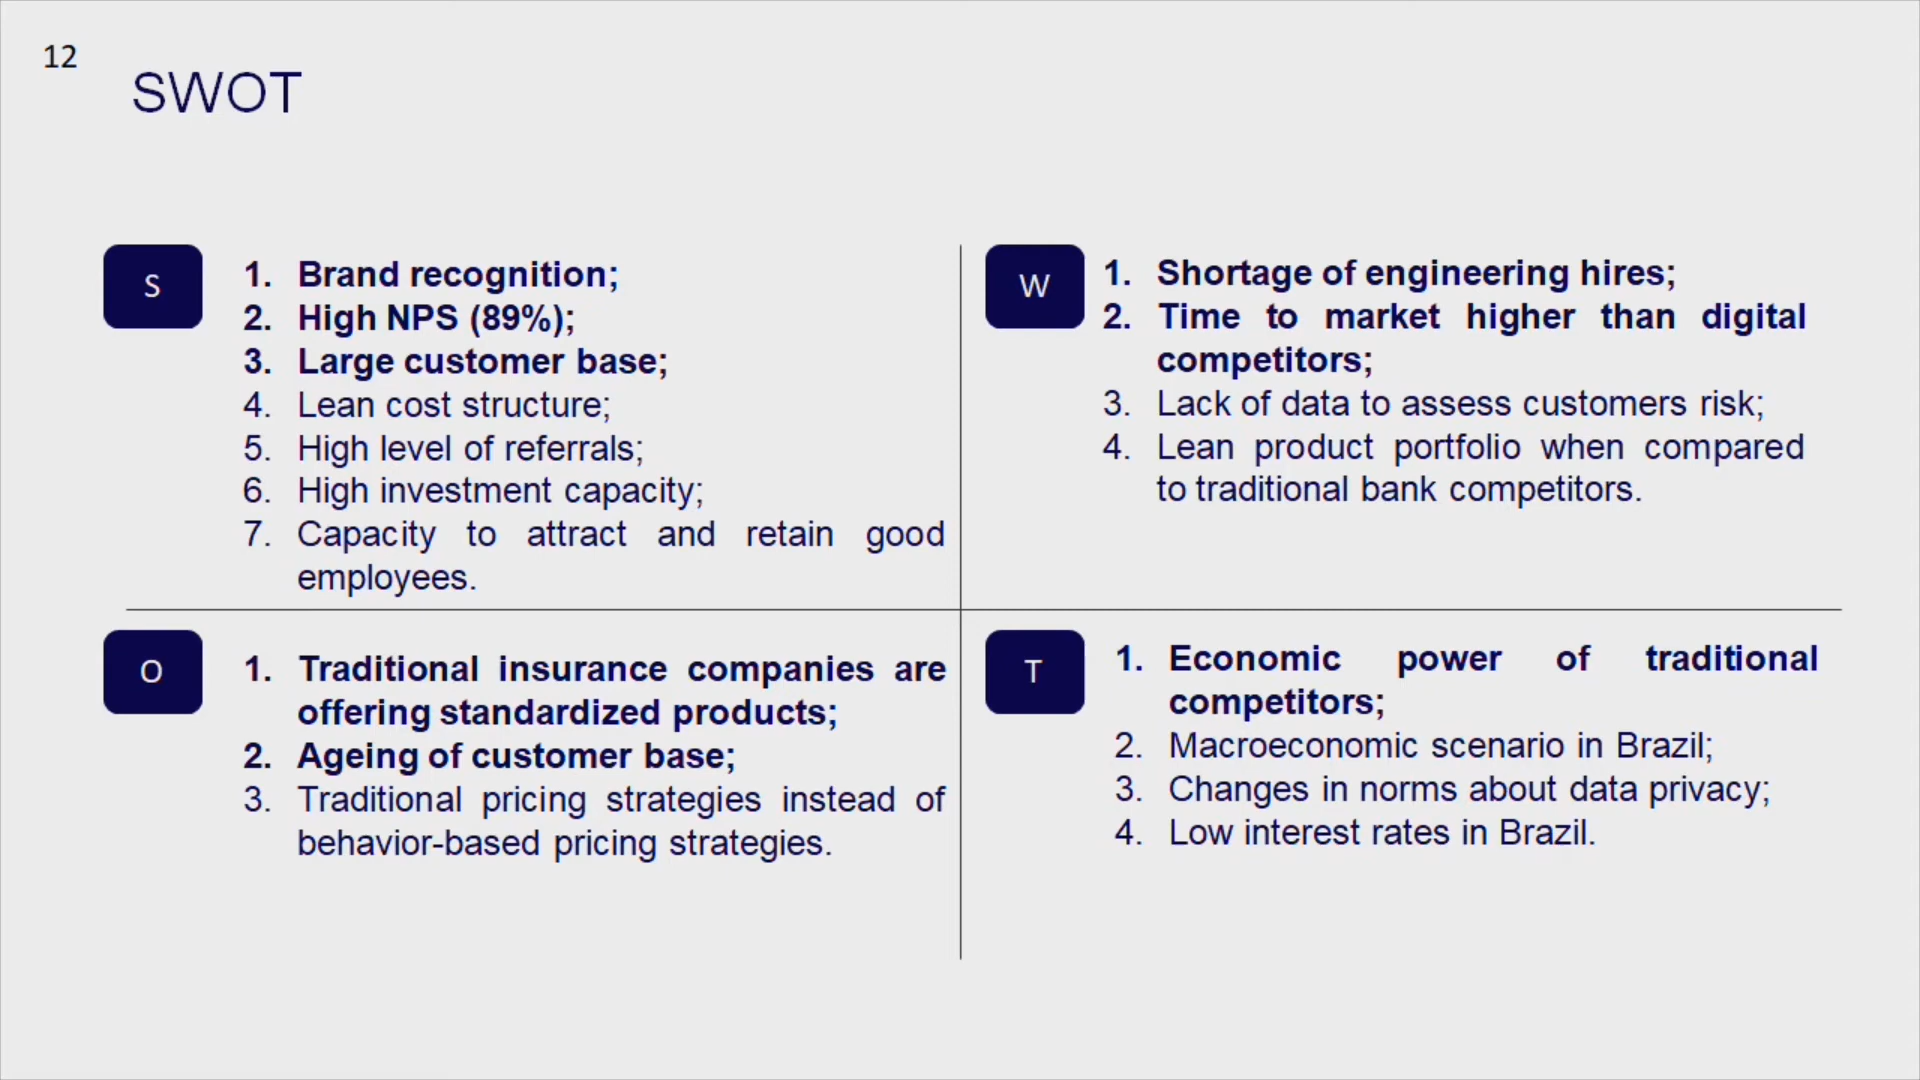 12
SWOT
S
1. Brand recognition;
2. High NPS (89%);
3. Large customer base;
4. Lean cost structure;
5. High level of referrals;
6. High investment capacity;
7. Capacity to attract and retain good
employees.
W
1. Shortage of engineering hires;
2. Time to market higher than digital
competitors;
3. Lack of data to assess customers risk;
4. Lean product portfolio when compared
to traditional bank competitors.
O
1. Traditional insurance companies are
offering standardized products;
2. Ageing of customer base;
3. Traditional pricing strategies instead of
behavior-based pricing strategies.
T
1. Economic power of traditional
competitors;
2. Macroeconomic scenario in Brazil;
3. Changes in norms about data privacy;
4. Low interest rates in Brazil.